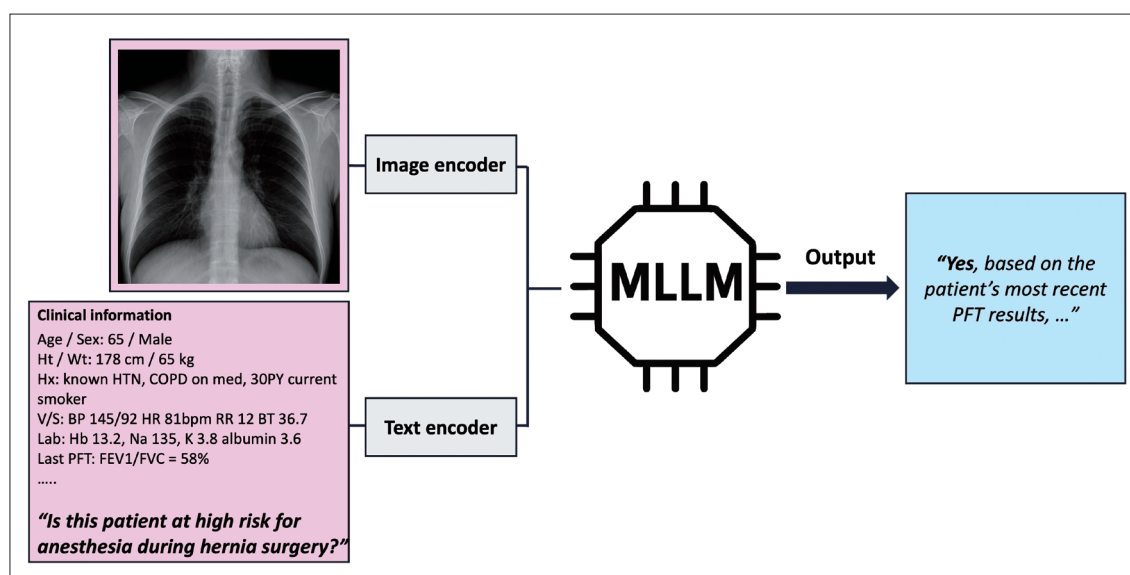 Image encoder
Clinical information
Age / Sex: 65 / Male
Ht / Wt: 178 cm / 65 kg
Hx: known HTN, COPD on med, 30PY current
smoker
V/S: BP 145/92 HR 81bpm RR 12 BT 36.7
Lab: Hb 13.2, Na 135, K 3.8 albumin 3.6
Last PFT: FEV1/FVC = 58%
.....
“Is this patient at high risk for
anesthesia during hernia surgery?”
Text encoder
MLLM
Output
“Yes, based on the
patient’s most recent
PFT results, …”